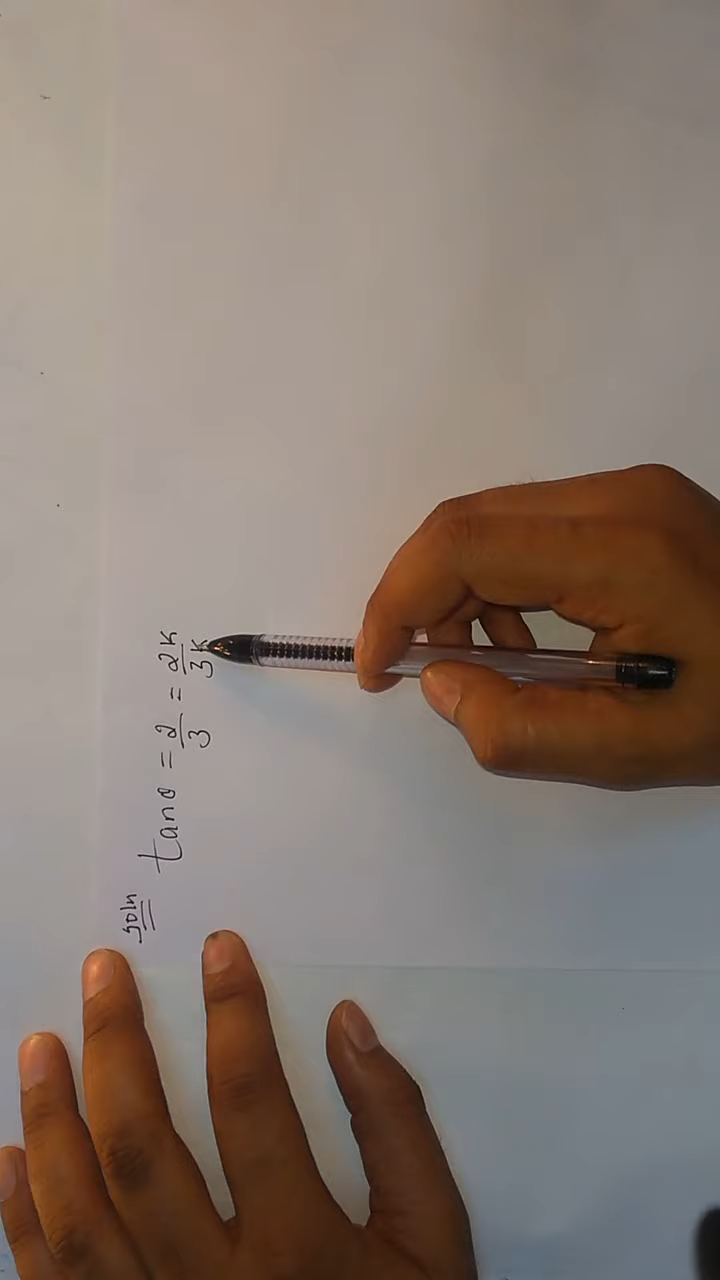 soln
tanθ = 2/3 = 2K/3K